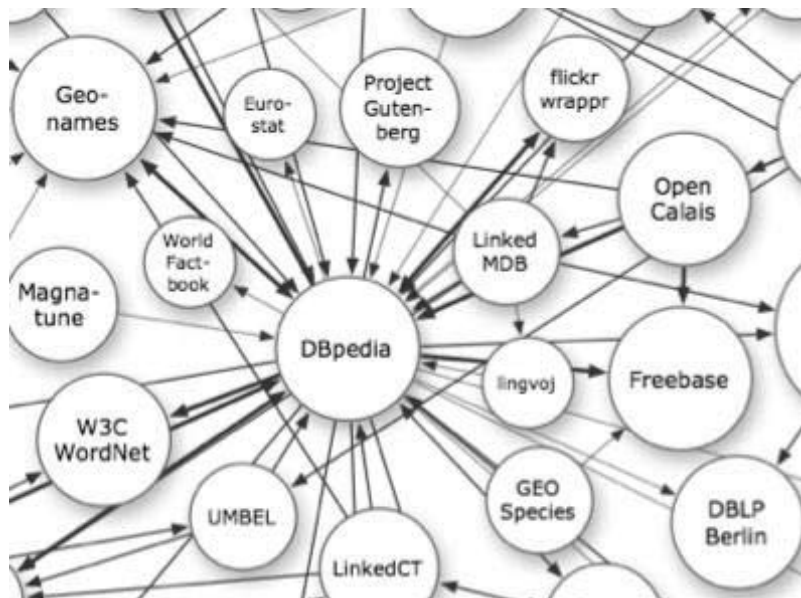 Geo-
names
Euro-
stat
Project
Guten-
berg
flickr
wrappr
Open
Calais
World
Fact-
book
Linked
MDB
Magna-
tune
DBpedia
lingvoj
Freebase
W3C
WordNet
UMBEL
GEO
Species
DBLP
Berlin
LinkedCT